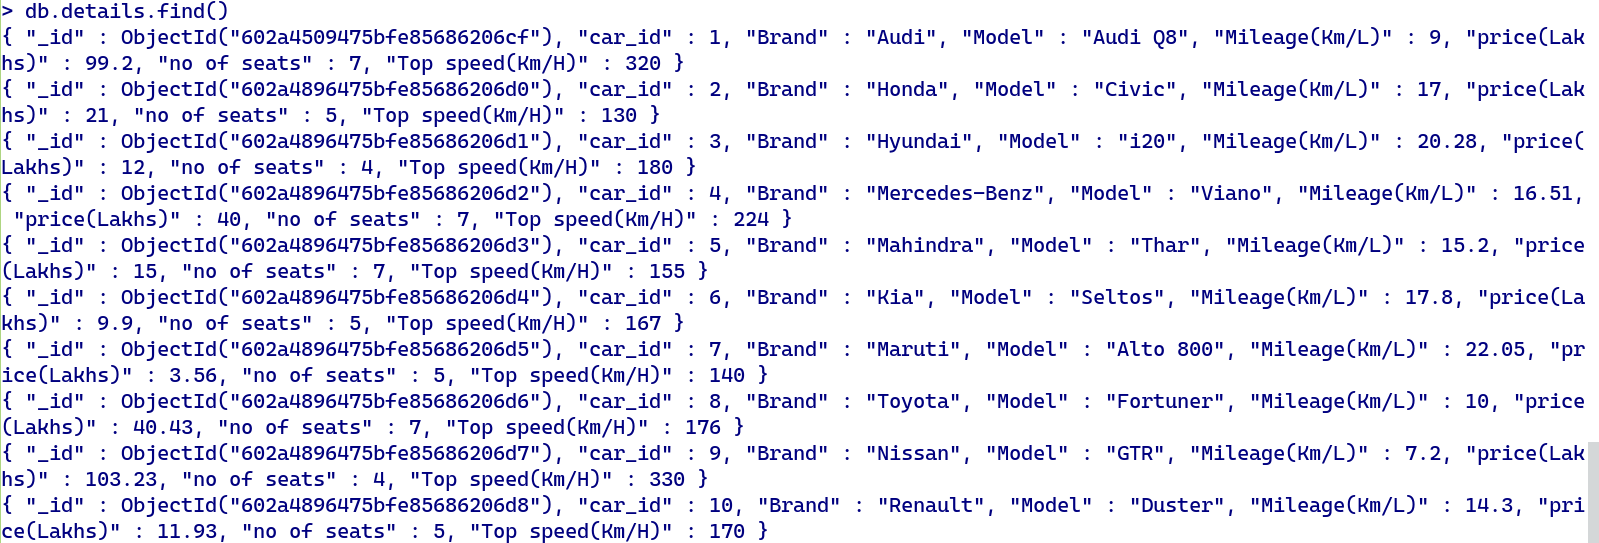 > db.details.find()
{ "_id" : ObjectId("602a4509475bfe85686206cf"), "car_id" : 1, "Brand" : "Audi", "Model" : "Audi Q8", "Mileage(Km/L)" : 9, "price(Lak
hs)" : 99.2, "no of seats" : 7, "Top speed(Km/H)" : 320 }
{ "_id" : ObjectId("602a4896475bfe85686206d0"), "car_id" : 2, "Brand" : "Honda", "Model" : "Civic", "Mileage(Km/L)" : 17, "price(Lak
hs)" : 21, "no of seats" : 5, "Top speed(Km/H)" : 130 }
{ "_id" : ObjectId("602a4896475bfe85686206d1"), "car_id" : 3, "Brand" : "Hyundai", "Model" : "i20", "Mileage(Km/L)" : 20.28, "price(
Lakhs)" : 12, "no of seats" : 4, "Top speed(Km/H)" : 180 }
{ "_id" : ObjectId("602a4896475bfe85686206d2"), "car_id" : 4, "Brand" : "Mercedes-Benz", "Model" : "Viano", "Mileage(Km/L)" : 16.51,
 "price(Lakhs)" : 40, "no of seats" : 7, "Top speed(Km/H)" : 224 }
{ "_id" : ObjectId("602a4896475bfe85686206d3"), "car_id" : 5, "Brand" : "Mahindra", "Model" : "Thar", "Mileage(Km/L)" : 15.2, "price
(Lakhs)" : 15, "no of seats" : 7, "Top speed(Km/H)" : 155 }
{ "_id" : ObjectId("602a4896475bfe85686206d4"), "car_id" : 6, "Brand" : "Kia", "Model" : "Seltos", "Mileage(Km/L)" : 17.8, "price(La
khs)" : 9.9, "no of seats" : 5, "Top speed(Km/H)" : 167 }
{ "_id" : ObjectId("602a4896475bfe85686206d5"), "car_id" : 7, "Brand" : "Maruti", "Model" : "Alto 800", "Mileage(Km/L)" : 22.05, "pr
ice(Lakhs)" : 3.56, "no of seats" : 5, "Top speed(Km/H)" : 140 }
{ "_id" : ObjectId("602a4896475bfe85686206d6"), "car_id" : 8, "Brand" : "Toyota", "Model" : "Fortuner", "Mileage(Km/L)" : 10, "price
(Lakhs)" : 40.43, "no of seats" : 7, "Top speed(Km/H)" : 176 }
{ "_id" : ObjectId("602a4896475bfe85686206d7"), "car_id" : 9, "Brand" : "Nissan", "Model" : "GTR", "Mileage(Km/L)" : 7.2, "price(Lak
hs)" : 103.23, "no of seats" : 4, "Top speed(Km/H)" : 330 }
{ "_id" : ObjectId("602a4896475bfe85686206d8"), "car_id" : 10, "Brand" : "Renault", "Model" : "Duster", "Mileage(Km/L)" : 14.3, "pri
ce(Lakhs)" : 11.93, "no of seats" : 5, "Top speed(Km/H)" : 170 }